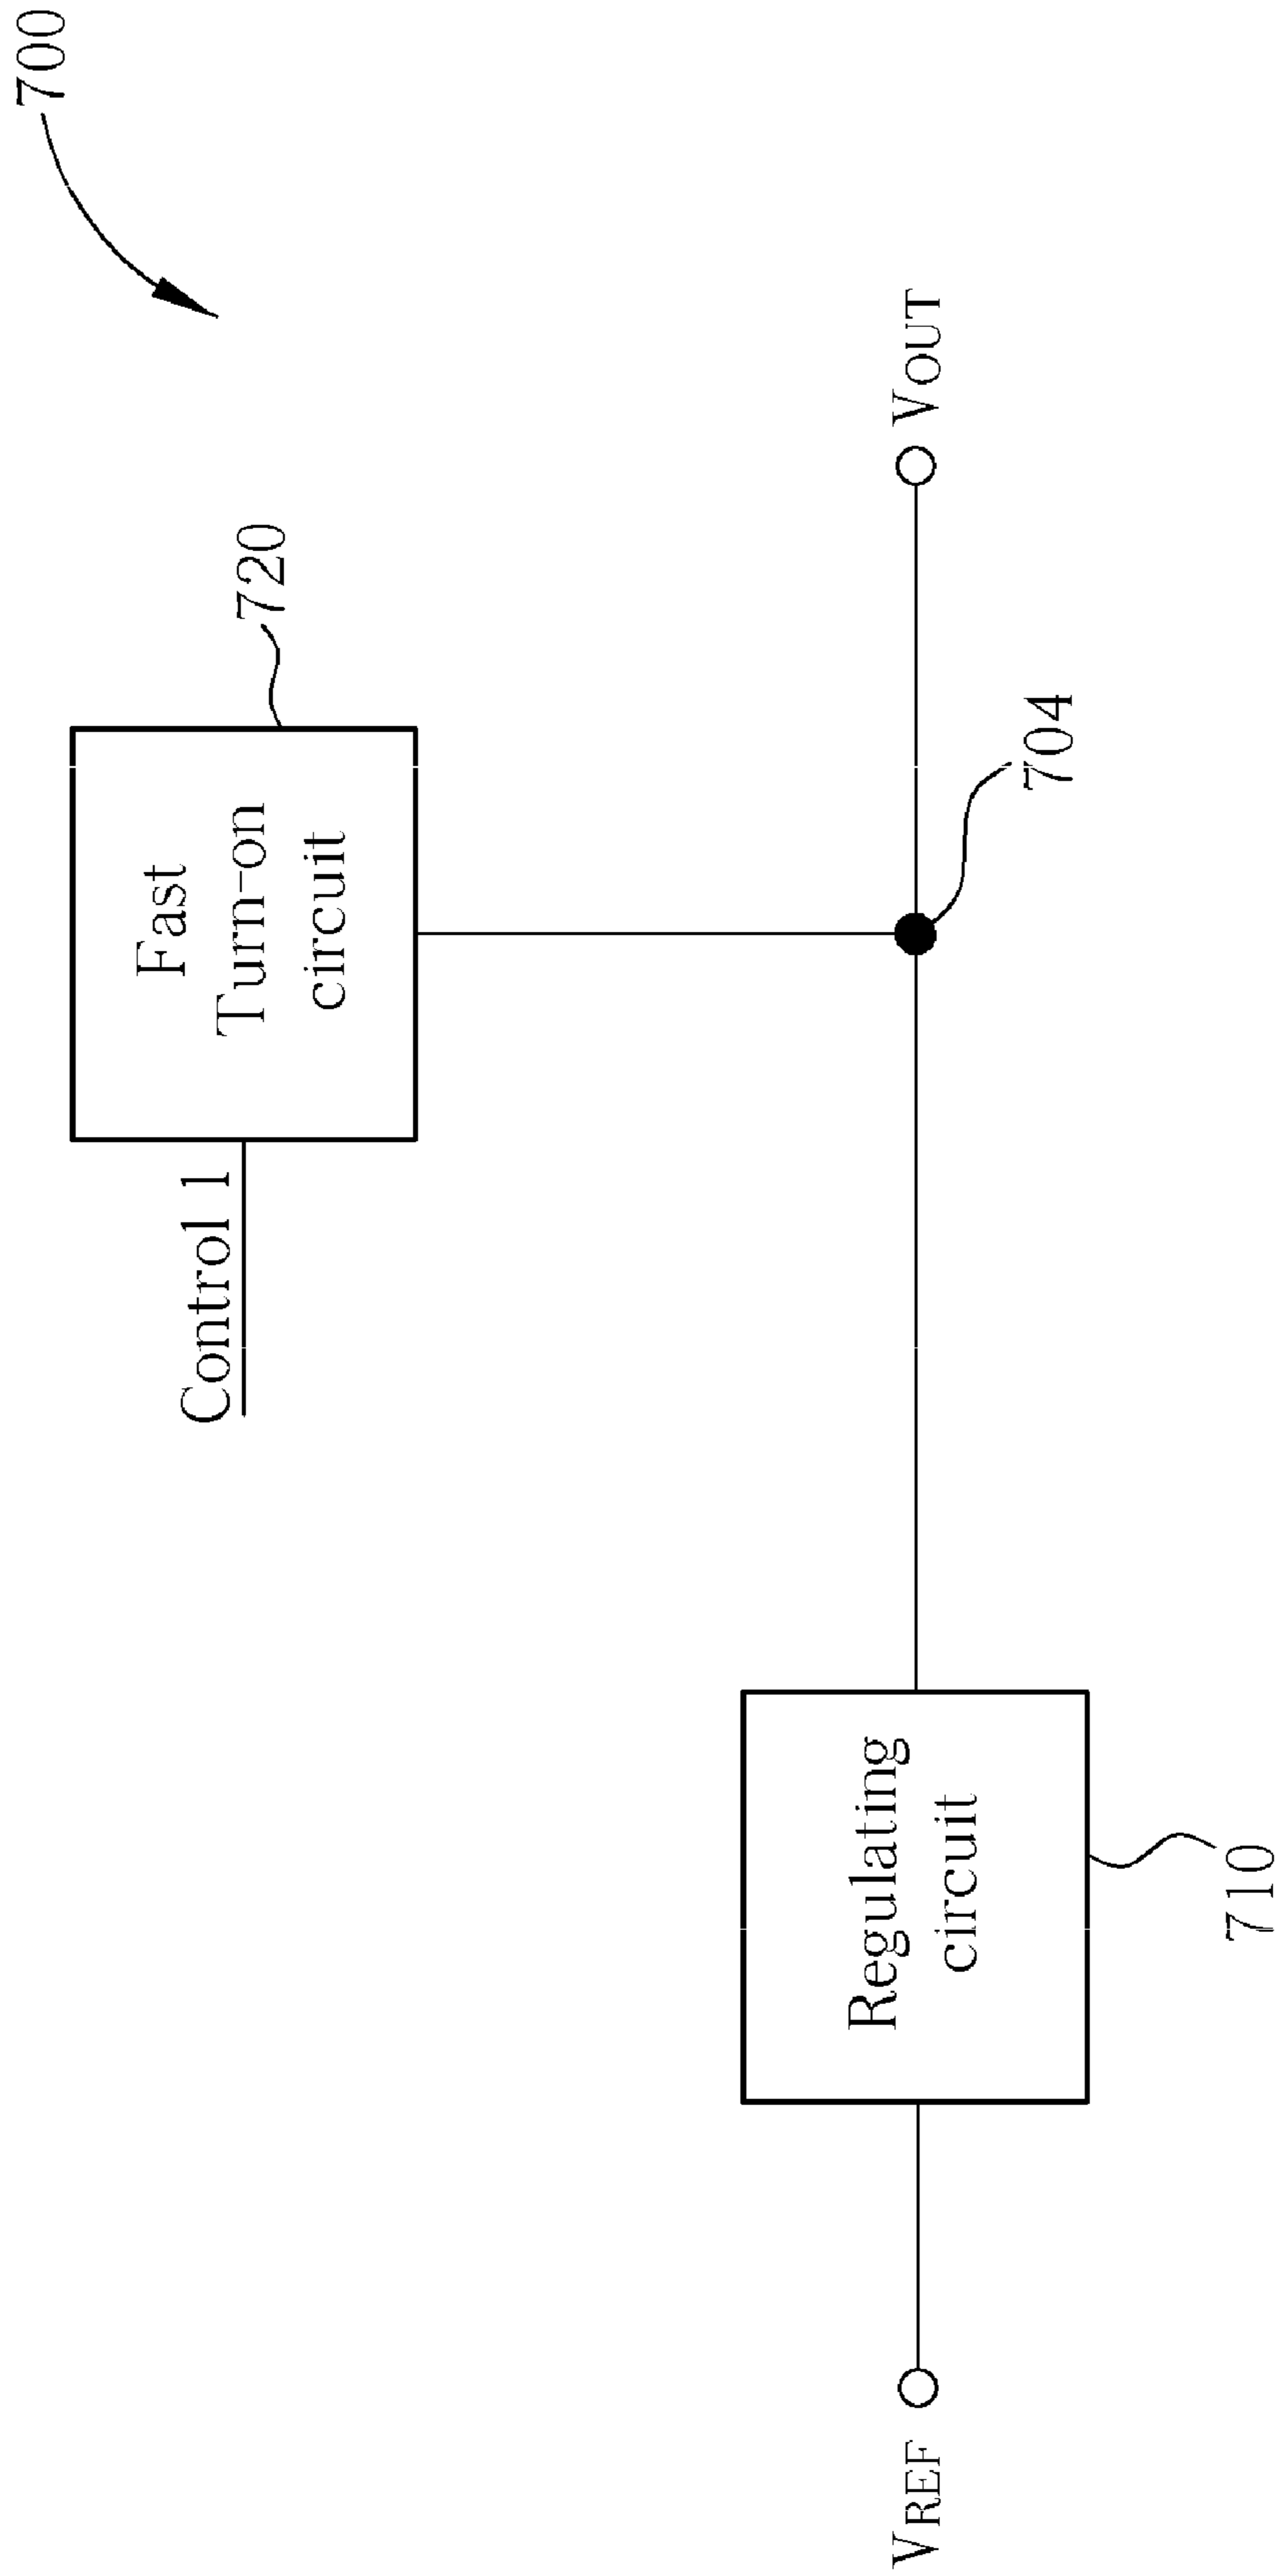 700
Fast
Turn-on
circuit
720
Control 1
VOUT
704
Regulating
circuit
710
VREF